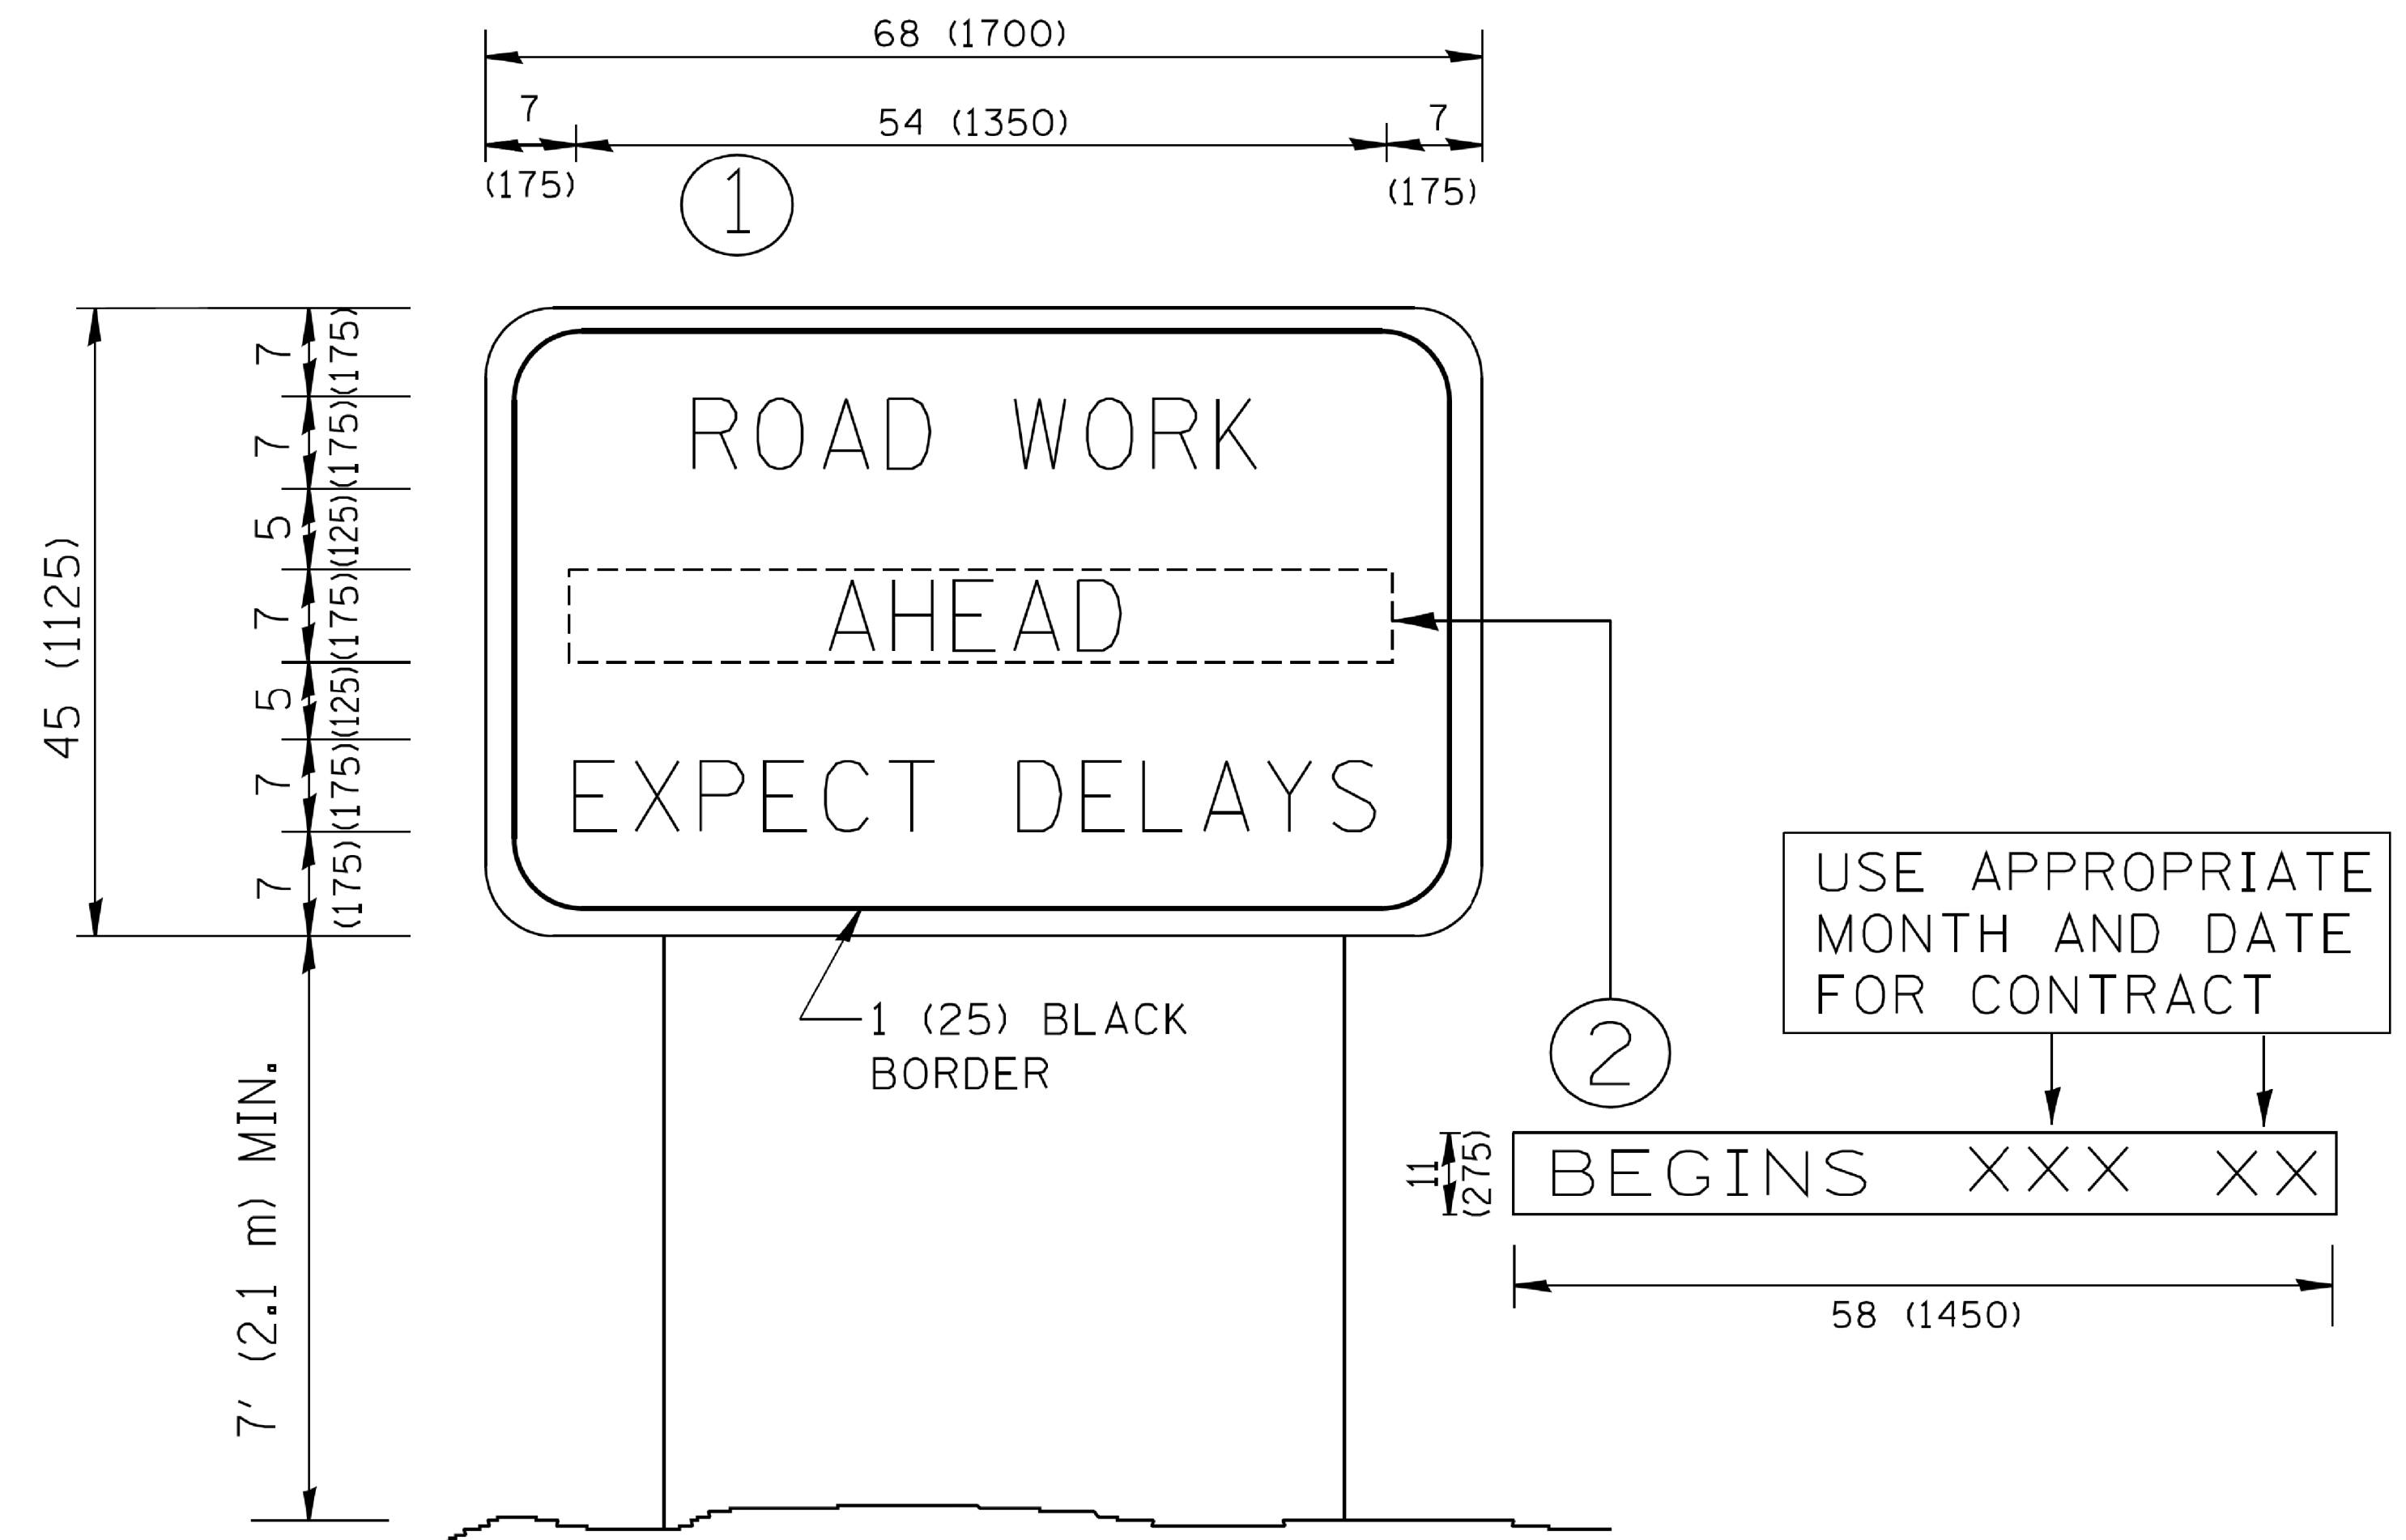 68 (1700)
7
54 (1350)
7
(175)
(175)
1
45 (1125)
7 (175)
7 (175)
5 (125)
7 (175)
5 (125)
7 (175)
7 (175)
ROAD WORK
AHEAD
EXPECT DELAYS
1 (25) BLACK
BORDER
7' (2.1 m) MIN.
2
USE APPROPRIATE
MONTH AND DATE
FOR CONTRACT
11
(275)
BEGINS XXX XX
58 (1450)